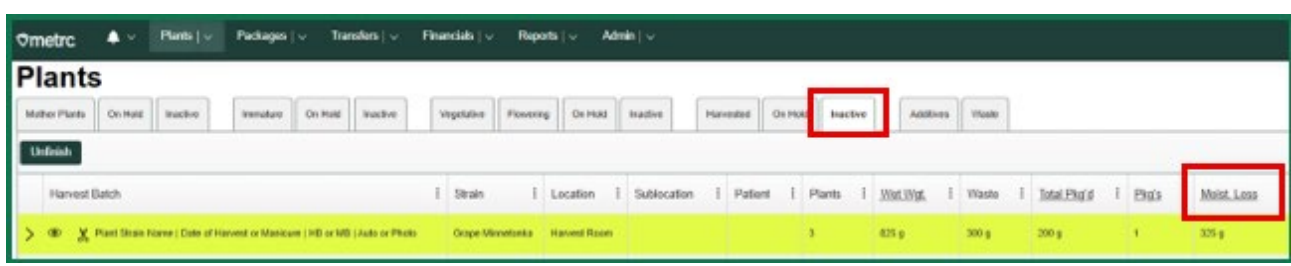 metrc Plants | Packages | Transfers | Financials | Reports | Admin |
Plants
Mother Plants On Hold Inactive Immature On Hold Inactive Vegetative Flowering On Hold Inactive Harvested On Hold Inactive Additives Waste
Unfinish
Harvest Batch Strain Location Sublocation Patient Plants Wet Wgt. Waste Total Pkg'd Pkg's Moist. Loss
Plant Strain Name | Date of Harvest or Manicure | HB or MB | Auto or Photo Grape Minnetonka Harvest Room 3 825 g 300 g 200 g 1 325 g